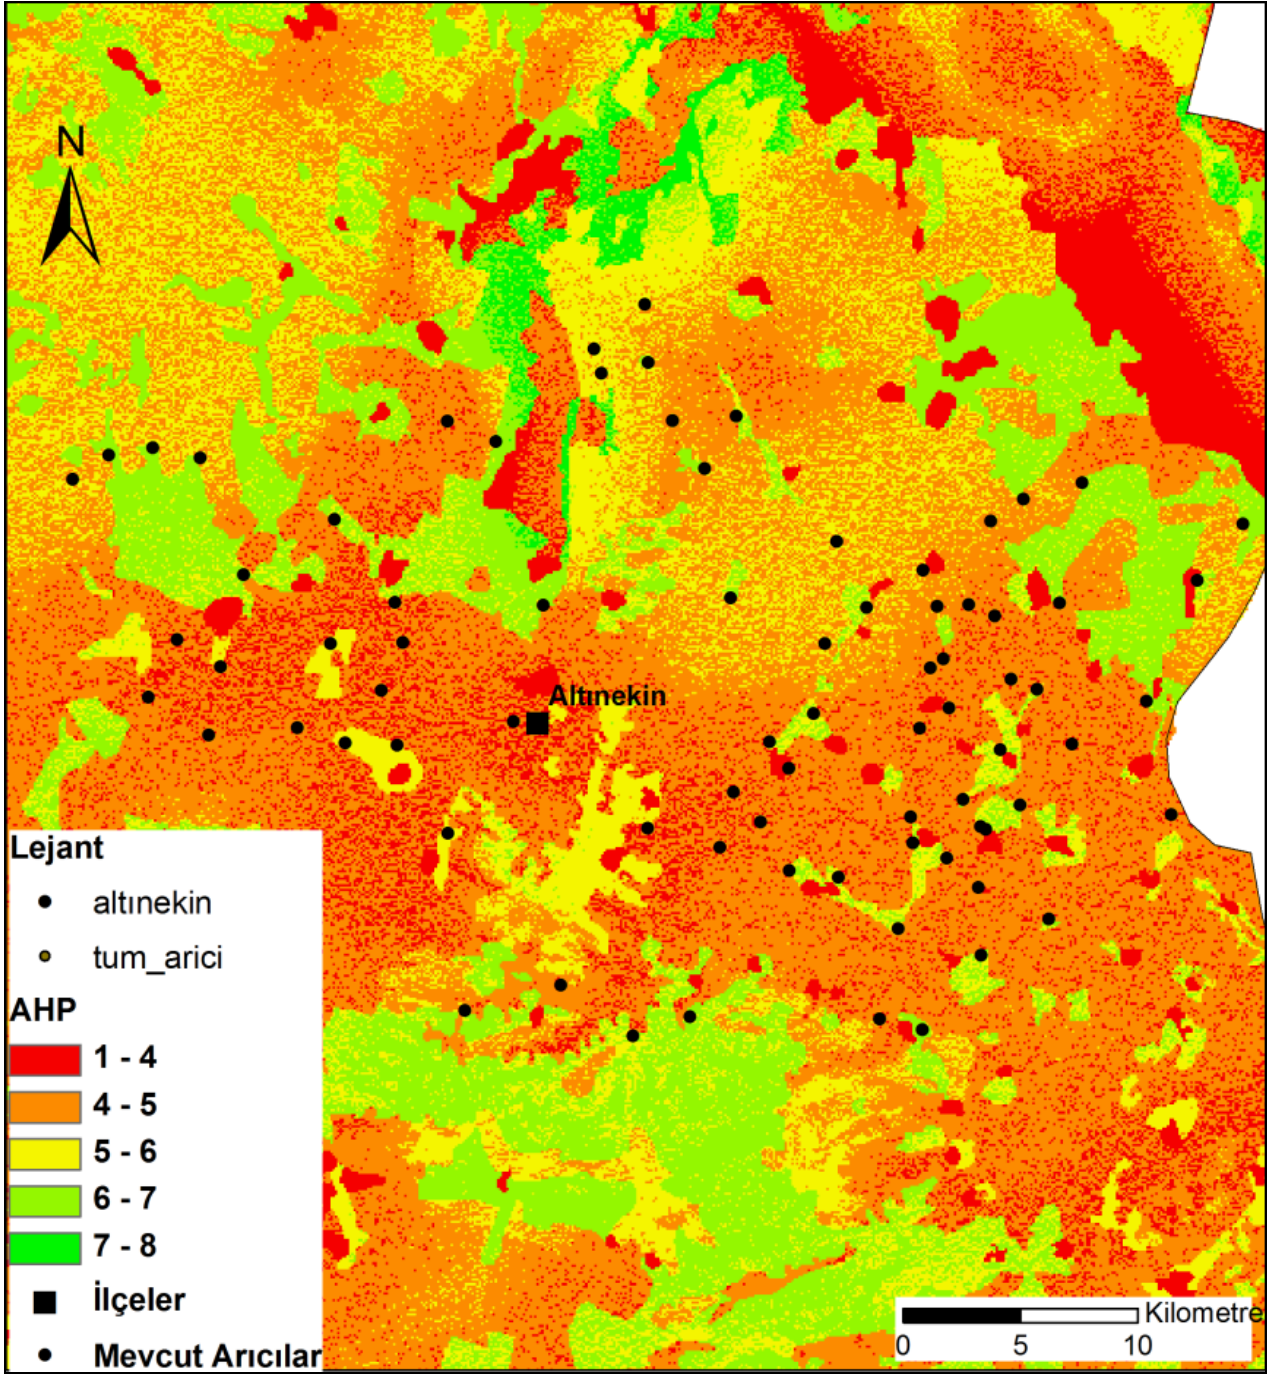 N
Altınekin
Lejant
altınekin
tum_arici
AHP
1 - 4
4 - 5
5 - 6
6 - 7
7 - 8
İlçeler
Mevcut Arıcılar
Kilometre
0 5 10